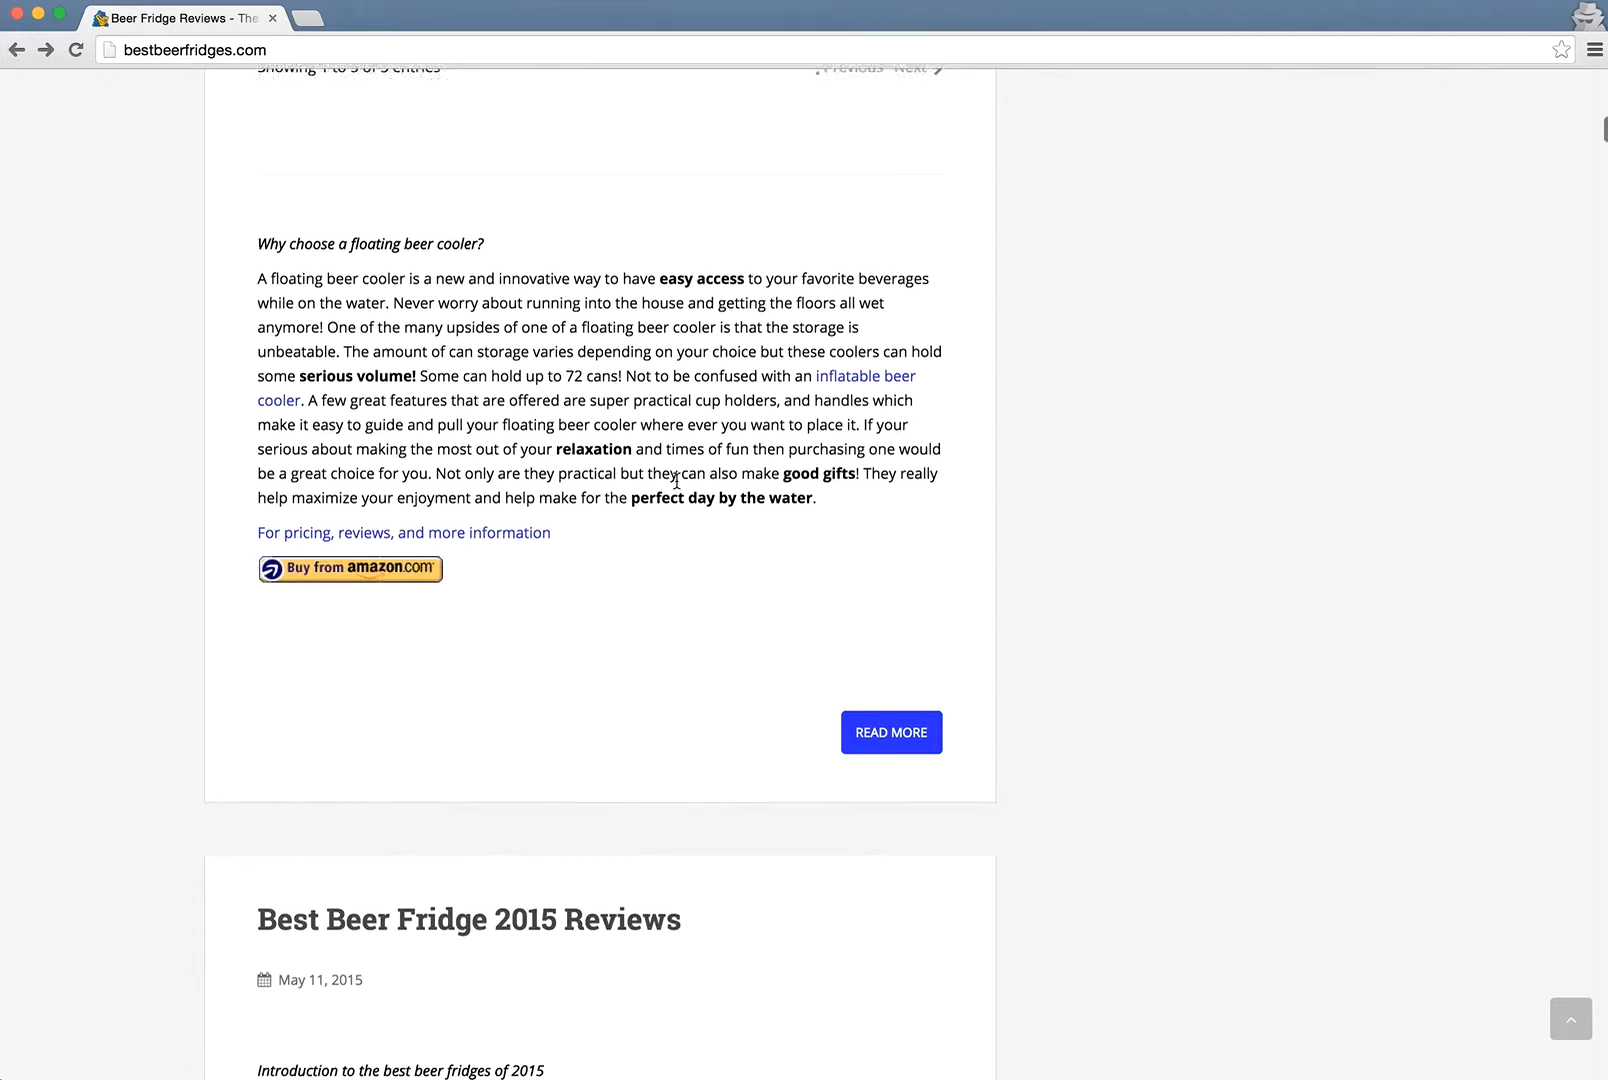 Beer Fridge Reviews - The
bestbeerfridges.com
Showing 1 to 5 of 5 entries
Previous Next
Why choose a floating beer cooler?
A floating beer cooler is a new and innovative way to have easy access to your favorite beverages
while on the water. Never worry about running into the house and getting the floors all wet
anymore! One of the many upsides of one of a floating beer cooler is that the storage is
unbeatable. The amount of can storage varies depending on your choice but these coolers can hold
some serious volume! Some can hold up to 72 cans! Not to be confused with an inflatable beer
cooler. A few great features that are offered are super practical cup holders, and handles which
make it easy to guide and pull your floating beer cooler where ever you want to place it. If your
serious about making the most out of your relaxation and times of fun then purchasing one would
be a great choice for you. Not only are they practical but they can also make good gifts! They really
help maximize your enjoyment and help make for the perfect day by the water.
For pricing, reviews, and more information
Buy from amazon.com
READ MORE
Best Beer Fridge 2015 Reviews
May 11, 2015
Introduction to the best beer fridges of 2015